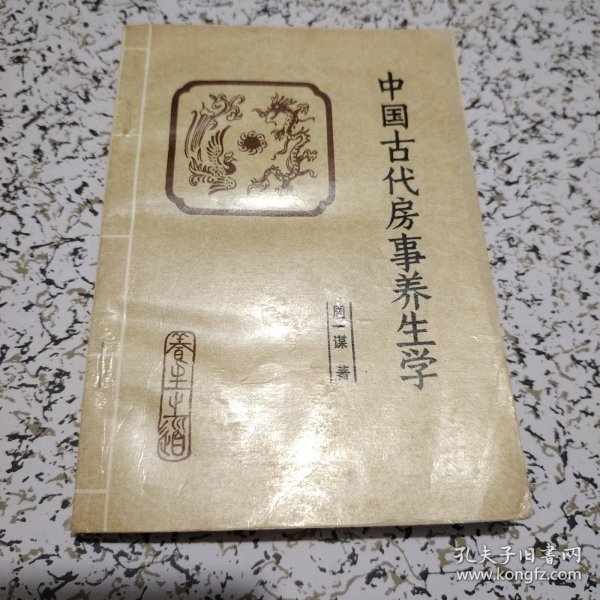 中国古代房事养生学
周一谋 著
养生之道
孔夫子旧书网
www.kongfz.com